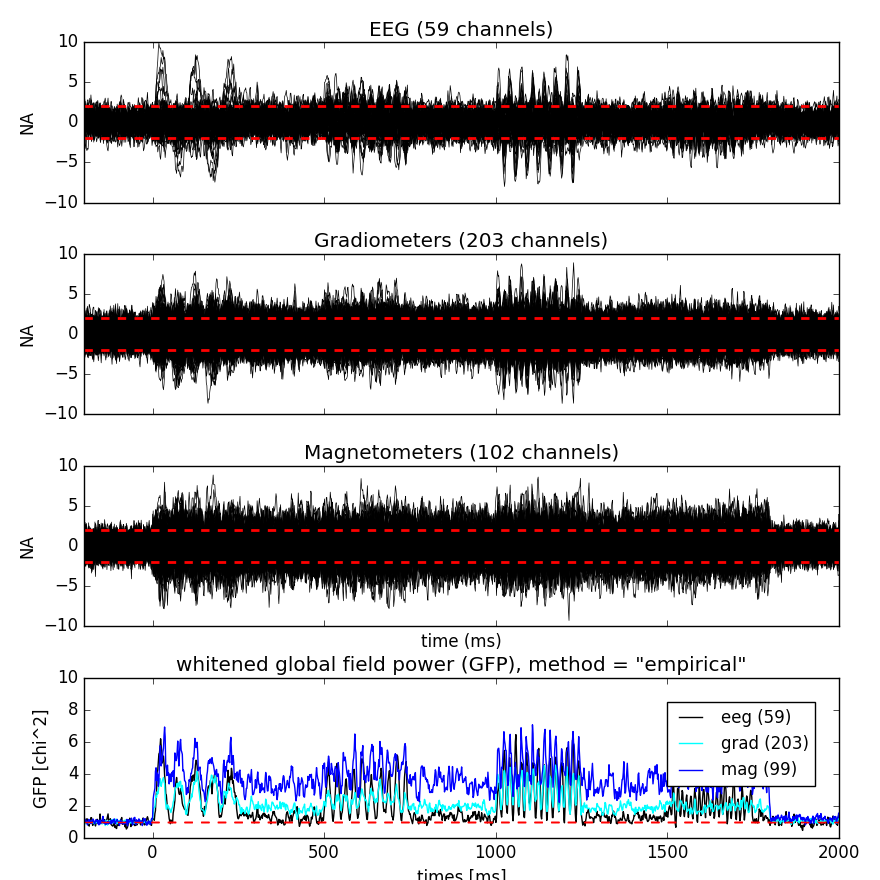 EEG (59 channels)
10
5
0
−5
−10
NA
Gradiometers (203 channels)
10
5
0
−5
−10
NA
Magnetometers (102 channels)
10
5
0
−5
−10
NA
time (ms)
whitened global field power (GFP), method = "empirical"
10
8
6
4
2
0
GFP [chi^2]
eeg (59)
grad (203)
mag (99)
0
500
1000
1500
2000
times [ms]